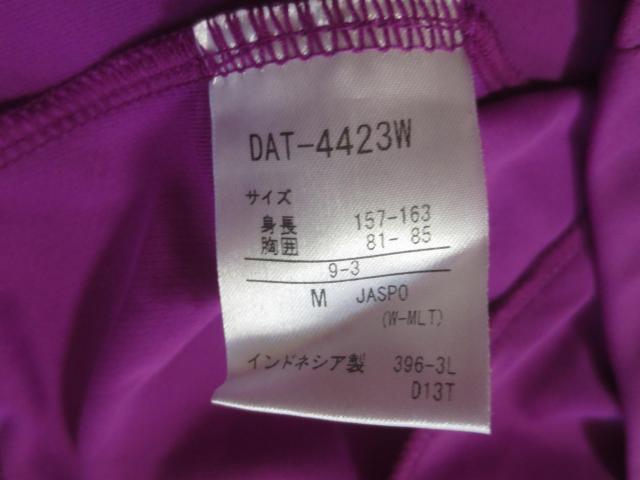 DAT-4423W
サイズ
身長 157-163
胸囲 81-85
9-3
M JASPO
(W-MLT)
インドネシア製 396-3L
D13T